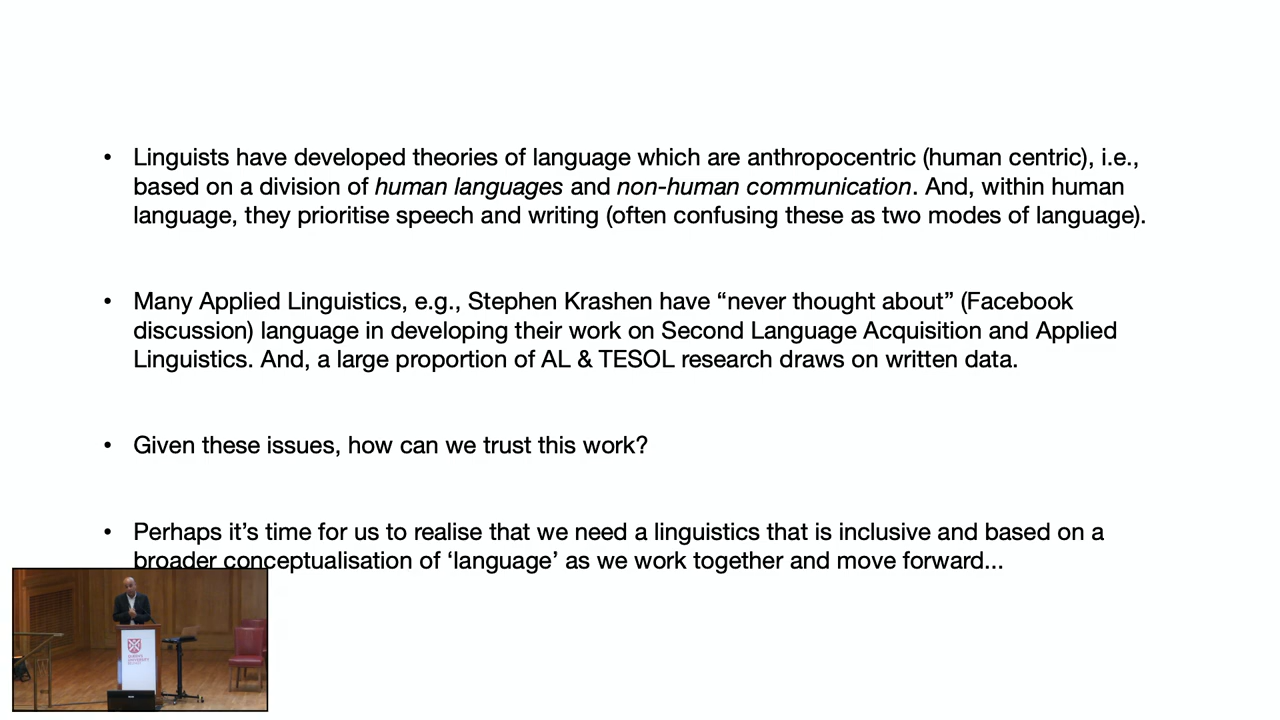 • Linguists have developed theories of language which are anthropocentric (human centric), i.e.,
based on a division of human languages and non-human communication. And, within human
language, they prioritise speech and writing (often confusing these as two modes of language).
• Many Applied Linguistics, e.g., Stephen Krashen have “never thought about” (Facebook
discussion) language in developing their work on Second Language Acquisition and Applied
Linguistics. And, a large proportion of AL & TESOL research draws on written data.
• Given these issues, how can we trust this work?
• Perhaps it’s time for us to realise that we need a linguistics that is inclusive and based on a
broader conceptualisation of ‘language’ as we work together and move forward...
QUEEN'S
UNIVERSITY